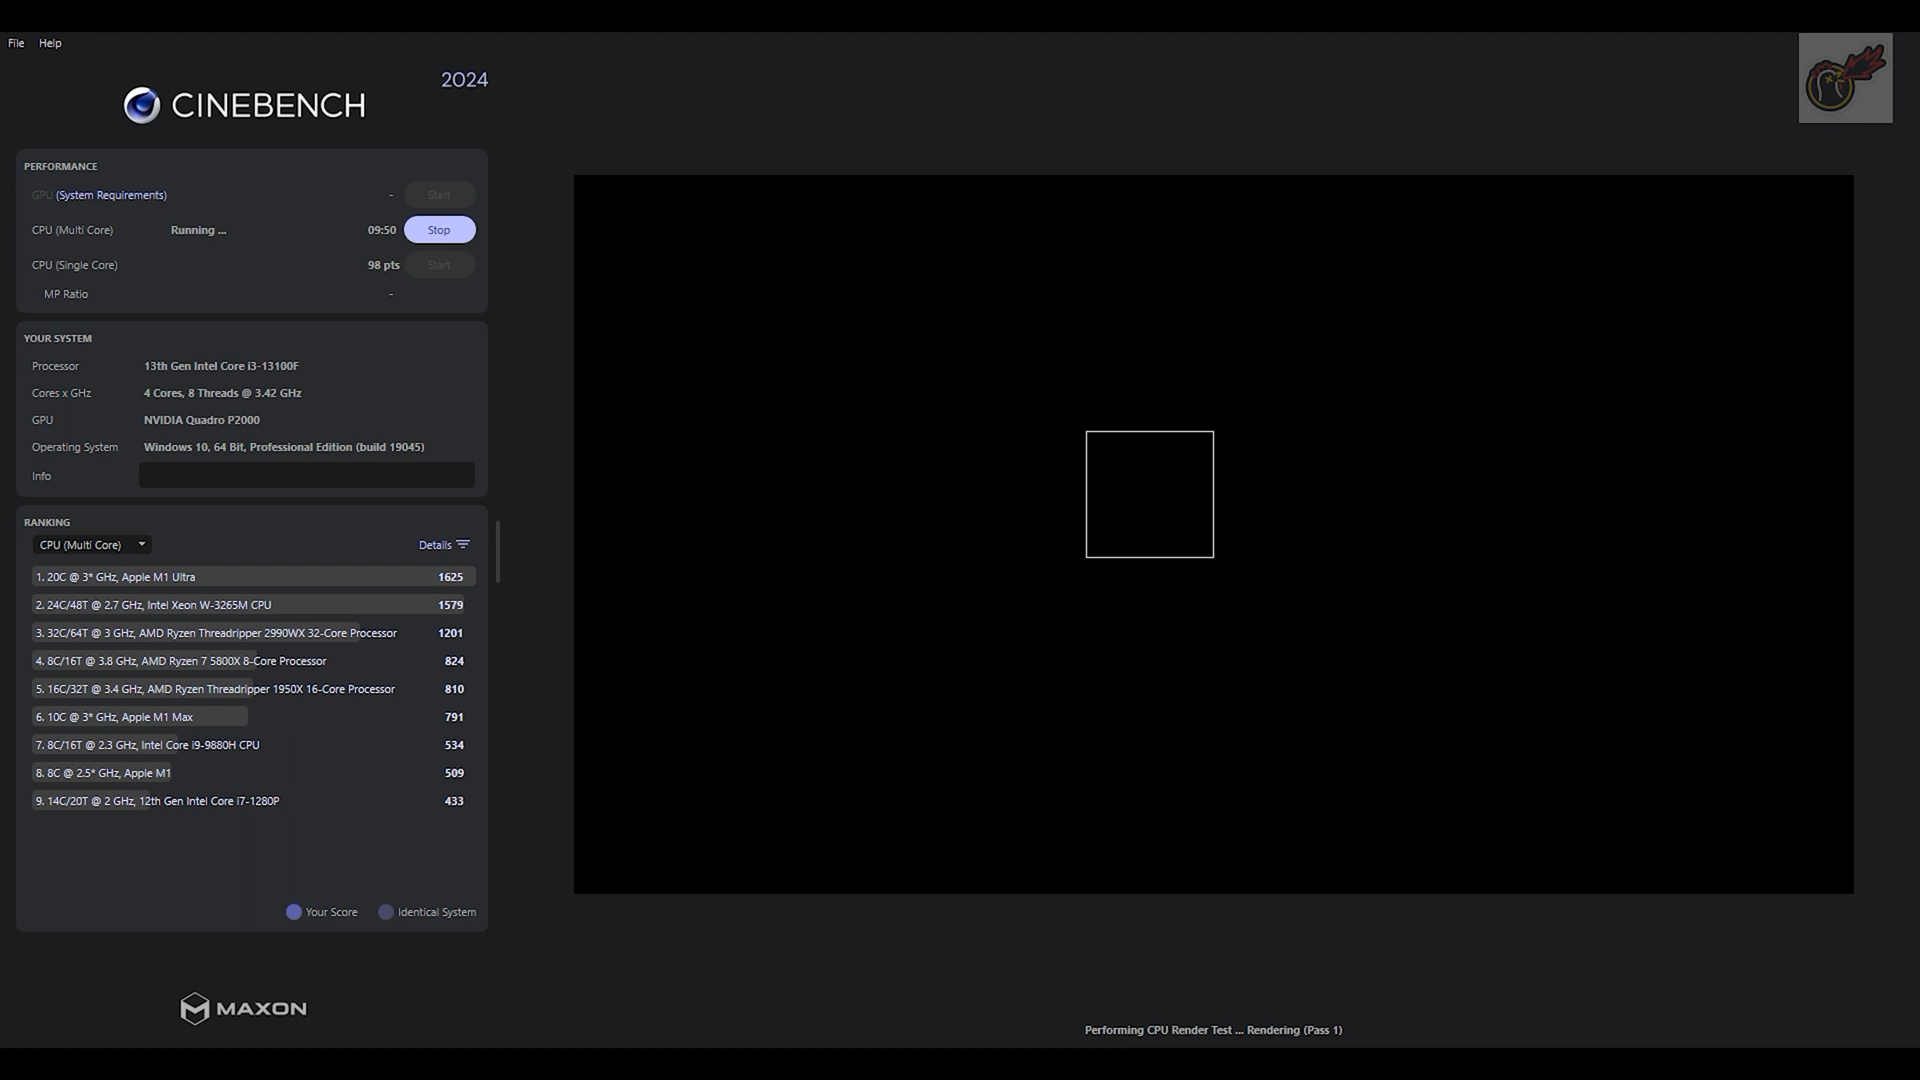 File Help
2024
CINEBENCH
PERFORMANCE
GPU (System Requirements) - Start
CPU (Multi Core) Running ... 09:50 Stop
CPU (Single Core) 98 pts Start
MP Ratio -
YOUR SYSTEM
Processor 13th Gen Intel Core i3-13100F
Cores x GHz 4 Cores, 8 Threads @ 3.42 GHz
GPU NVIDIA Quadro P2000
Operating System Windows 10, 64 Bit, Professional Edition (build 19045)
Info
RANKING
CPU (Multi Core) Details
1. 20C @ 3* GHz, Apple M1 Ultra 1625
2. 24C/48T @ 2.7 GHz, Intel Xeon W-3265M CPU 1579
3. 32C/64T @ 3 GHz, AMD Ryzen Threadripper 2990WX 32-Core Processor 1201
4. 8C/16T @ 3.8 GHz, AMD Ryzen 7 5800X 8-Core Processor 824
5. 16C/32T @ 3.4 GHz, AMD Ryzen Threadripper 1950X 16-Core Processor 810
6. 10C @ 3* GHz, Apple M1 Max 791
7. 8C/16T @ 2.3 GHz, Intel Core i9-9880H CPU 534
8. 8C @ 2.5* GHz, Apple M1 509
9. 14C/20T @ 2 GHz, 12th Gen Intel Core i7-1280P 433
Your Score Identical System
MAXON
Performing CPU Render Test ... Rendering (Pass 1)